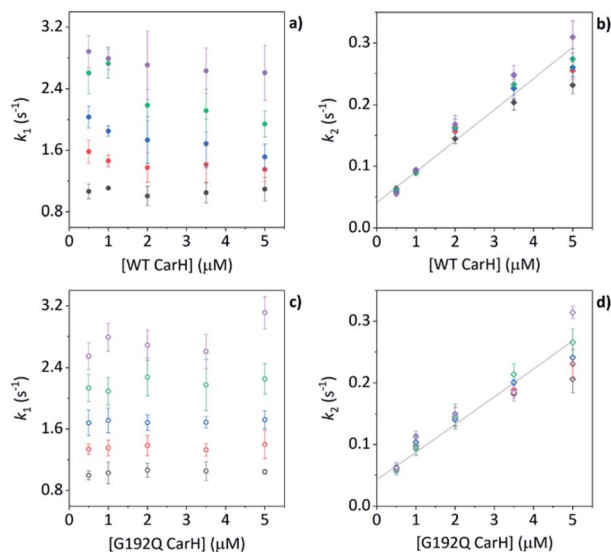 a)
3.2
2.4
1.6
0.8
k₁ (s⁻¹)
0 1 2 3 4 5
[WT CarH] (μM)
b)
0.3
0.2
0.1
0.0
k₂ (s⁻¹)
0 1 2 3 4 5
[WT CarH] (μM)
c)
3.2
2.4
1.6
0.8
k₁ (s⁻¹)
0 1 2 3 4 5
[G192Q CarH] (μM)
d)
0.3
0.2
0.1
0.0
k₂ (s⁻¹)
0 1 2 3 4 5
[G192Q CarH] (μM)